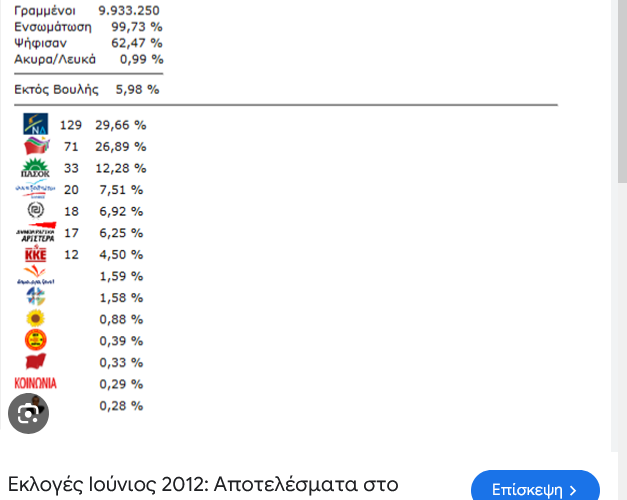 Γραμμένοι 9.933.250
Ενσωμάτωση 99,73 %
Ψήφισαν 62,47 %
Ακυρα/Λευκά 0,99 %
Εκτός Βουλής 5,98 %
ΝΔ 129 29,66 %
71 26,89 %
ΠΑΣΟΚ 33 12,28 %
20 7,51 %
18 6,92 %
ΔΗΜΟΚΡΑΤΙΚΗ ΑΡΙΣΤΕΡΑ 17 6,25 %
ΚΚΕ 12 4,50 %
1,59 %
1,58 %
0,88 %
0,39 %
0,33 %
ΚΟΙΝΩΝΙΑ 0,29 %
0,28 %
Εκλογές Ιούνιος 2012: Αποτελέσματα στο
Επίσκεψη